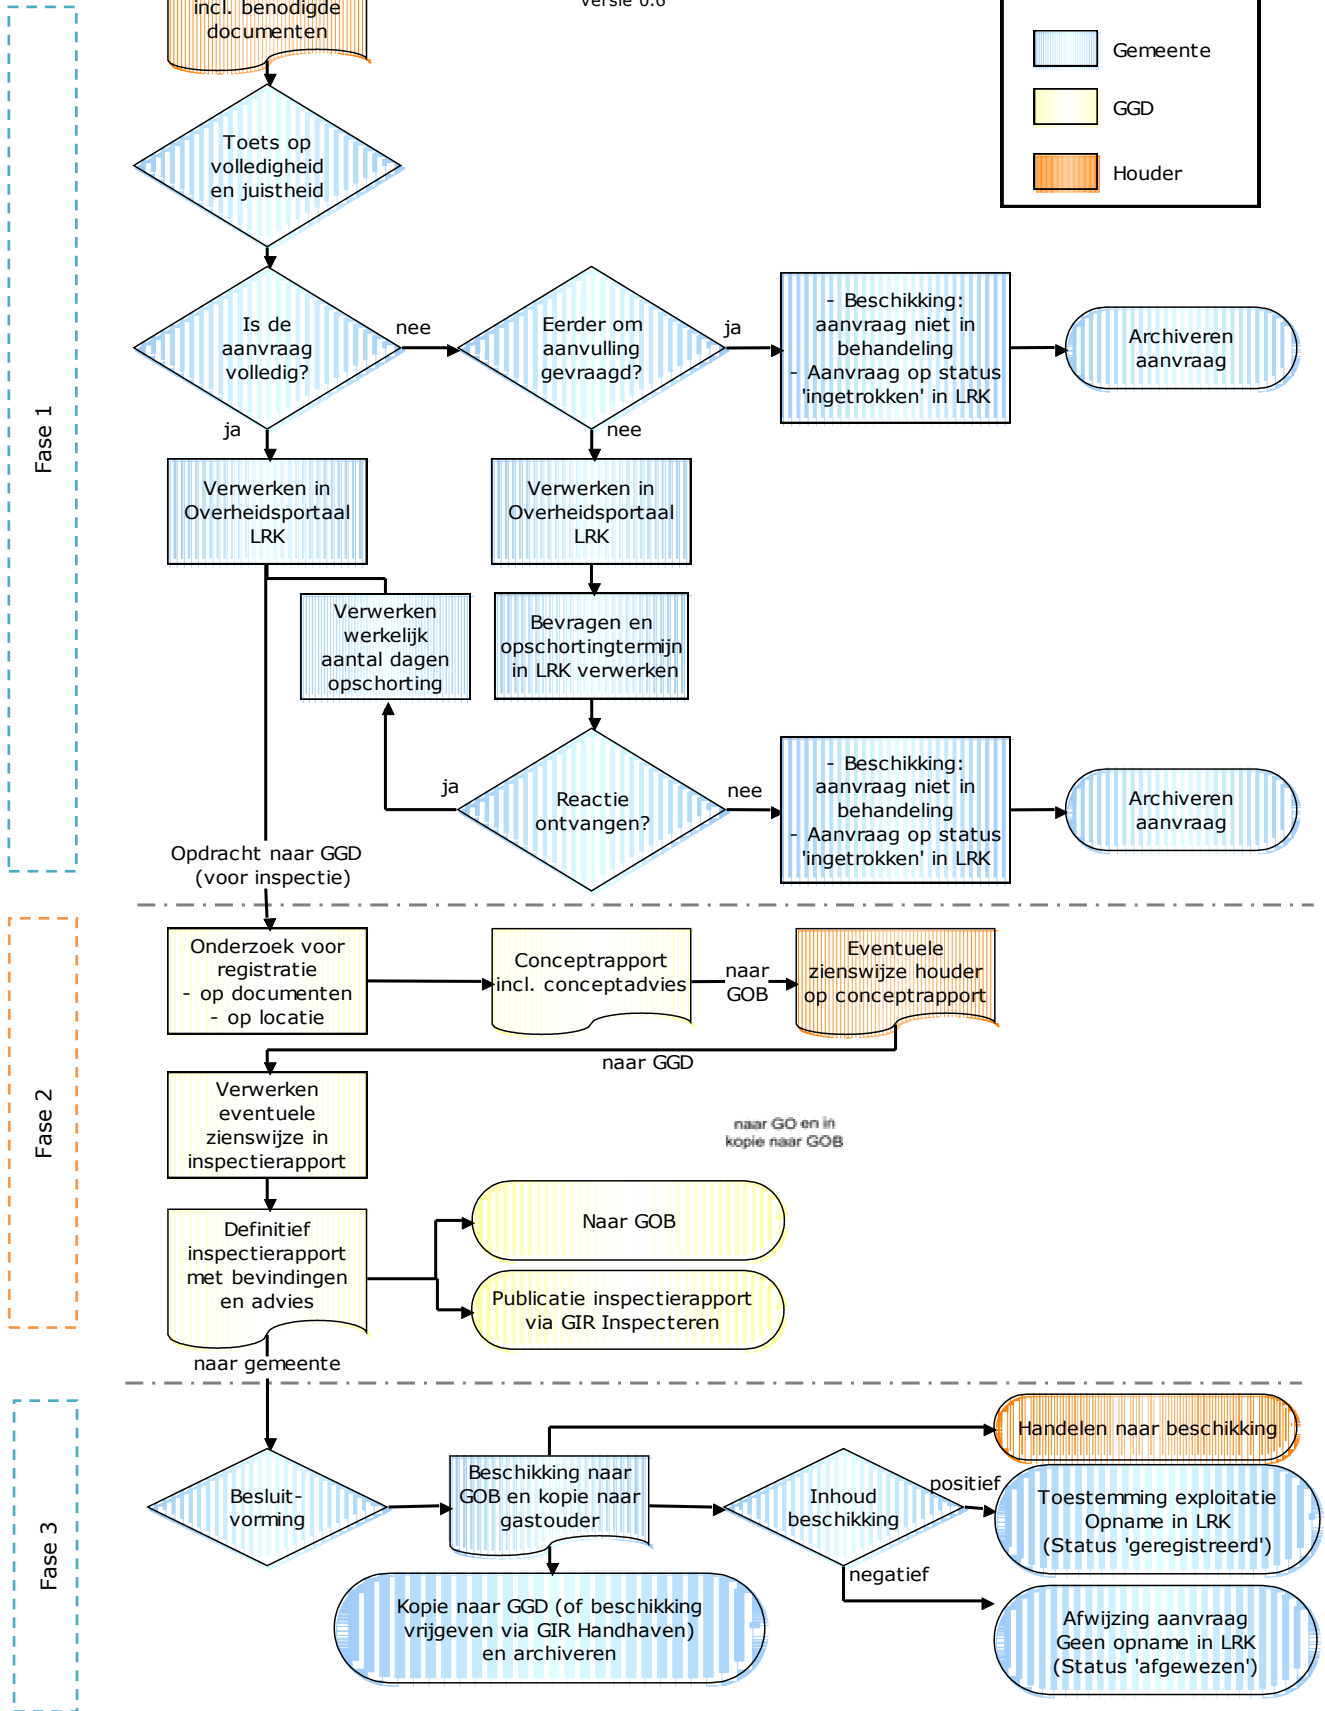 incl. benodigde
documenten
versie 0.6
Gemeente
GGD
Houder
Toets op
volledigheid
en juistheid
Is de
aanvraag
volledig?
nee
Eerder om
aanvulling
gevraagd?
ja
- Beschikking:
aanvraag niet in
behandeling
- Aanvraag op status
'ingetrokken' in LRK
Archiveren
aanvraag
ja
nee
Fase 1
Verwerken in
Overheidsportaal
LRK
Verwerken in
Overheidsportaal
LRK
Verwerken
werkelijk
aantal dagen
opschorting
Bevragen en
opschortingtermijn
in LRK verwerken
ja
Reactie
ontvangen?
nee
- Beschikking:
aanvraag niet in
behandeling
- Aanvraag op status
'ingetrokken' in LRK
Archiveren
aanvraag
Opdracht naar GGD
(voor inspectie)
Onderzoek voor
registratie
- op documenten
- op locatie
Conceptrapport
incl. conceptadvies
naar
GOB
Eventuele
zienswijze houder
op conceptrapport
naar GGD
Fase 2
Verwerken
eventuele
zienswijze in
inspectierapport
naar GO en in
kopie naar GOB
Definitief
inspectierapport
met bevindingen
en advies
Naar GOB
Publicatie inspectierapport
via GIR Inspecteren
naar gemeente
Handelen naar beschikking
Fase 3
Besluit-
vorming
Beschikking naar
GOB en kopie naar
gastouder
Inhoud
beschikking
positief
Toestemming exploitatie
Opname in LRK
(Status 'geregistreerd')
negatief
Kopie naar GGD (of beschikking
vrijgeven via GIR Handhaven)
en archiveren
Afwijzing aanvraag
Geen opname in LRK
(Status 'afgewezen')